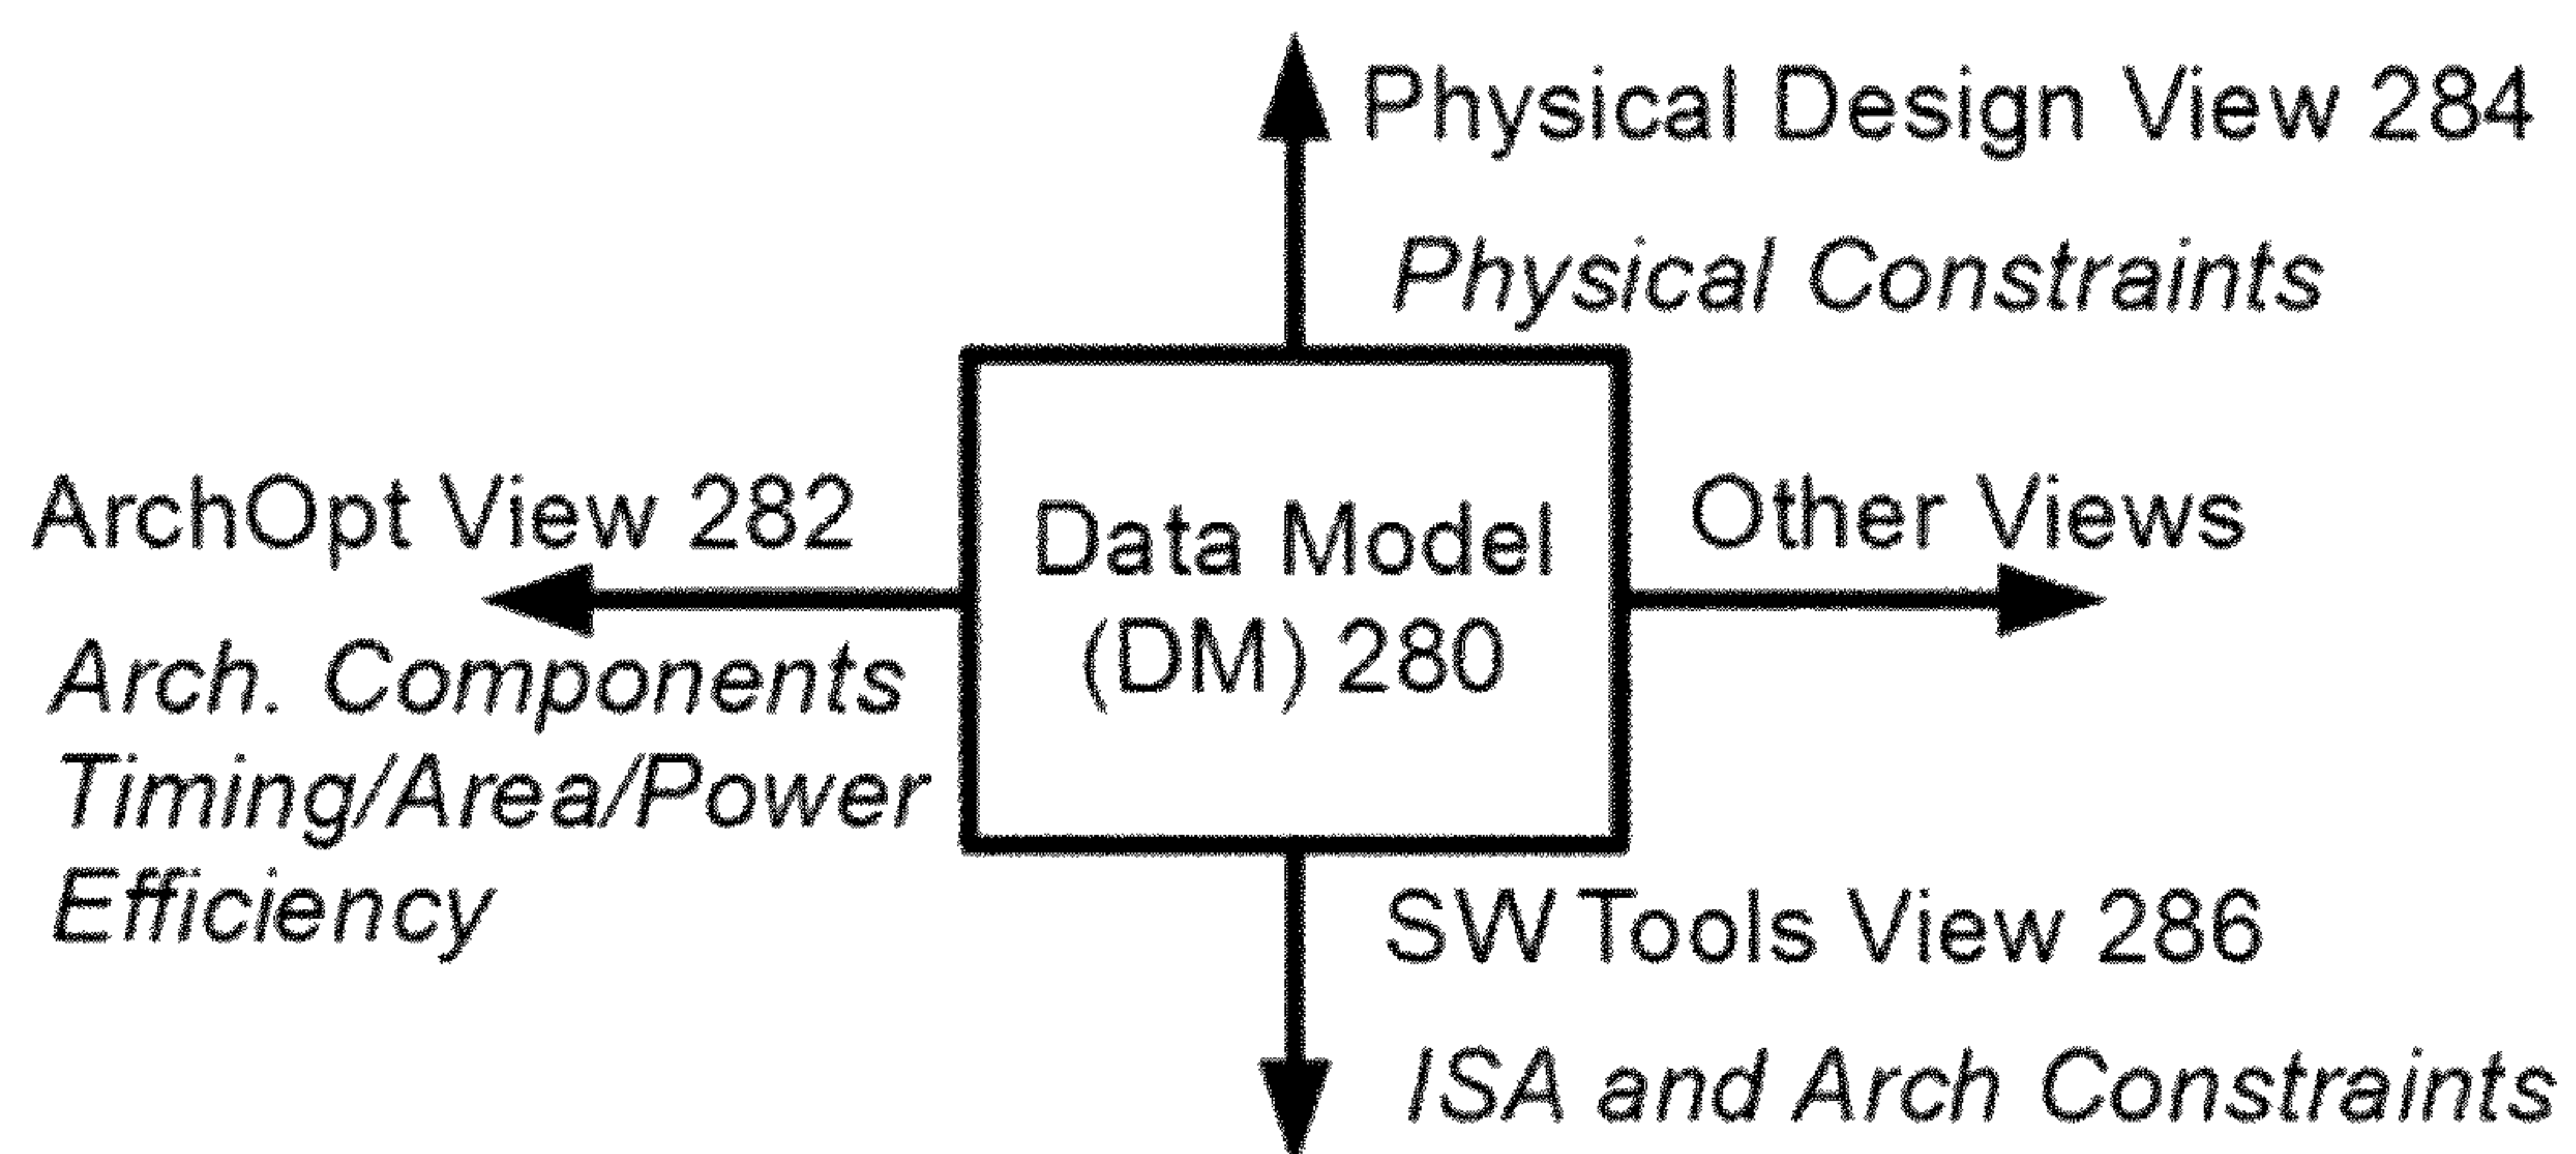 Physical Design View 284
Physical Constraints
ArchOpt View 282
Arch. Components
Timing/Area/Power
Efficiency
Data Model
(DM) 280
Other Views
SW Tools View 286
ISA and Arch Constraints